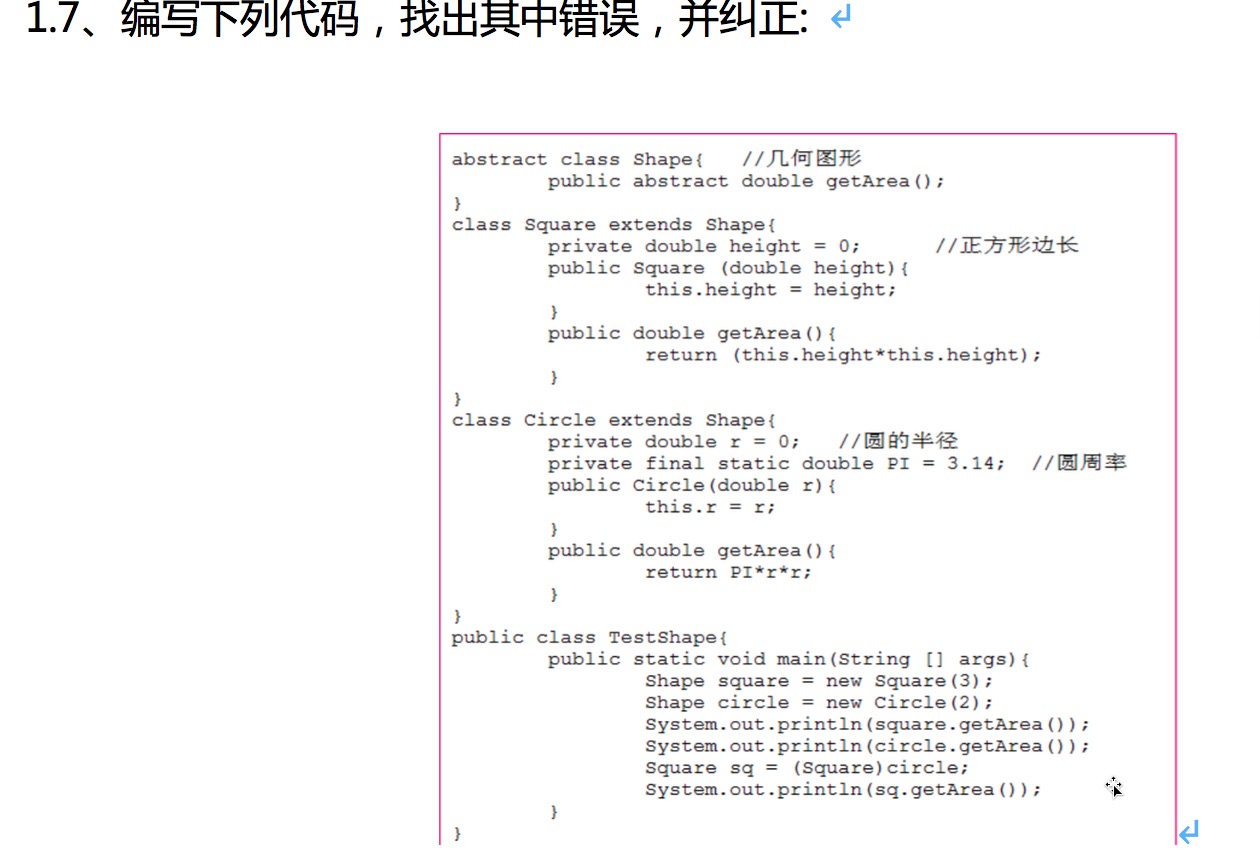 1.7、编写下列代码，找出其中错误，并纠正:
abstract class Shape{   //几何图形
        public abstract double getArea();
}
class Square extends Shape{
        private double height = 0;      //正方形边长
        public Square (double height){
                this.height = height;
        }
        public double getArea(){
                return (this.height*this.height);
        }
}
class Circle extends Shape{
        private double r = 0;   //圆的半径
        private final static double PI = 3.14;  //圆周率
        public Circle(double r){
                this.r = r;
        }
        public double getArea(){
                return PI*r*r;
        }
}
public class TestShape{
        public static void main(String [] args){
                Shape square = new Square(3);
                Shape circle = new Circle(2);
                System.out.println(square.getArea());
                System.out.println(circle.getArea());
                Square sq = (Square)circle;
                System.out.println(sq.getArea());
        }
}